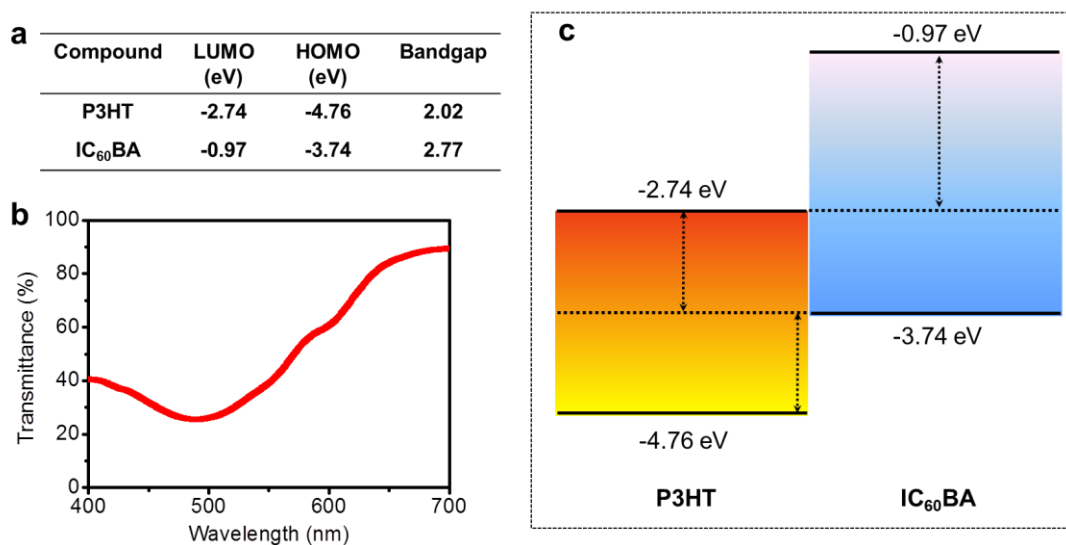 a
Compound LUMO HOMO Bandgap
(eV) (eV)
P3HT -2.74 -4.76 2.02
IC₆₀BA -0.97 -3.74 2.77
b
100
80
60
40
20
0
Transmittance (%)
400 500 600 700
Wavelength (nm)
c
-0.97 eV
-2.74 eV
-3.74 eV
-4.76 eV
P3HT IC₆₀BA